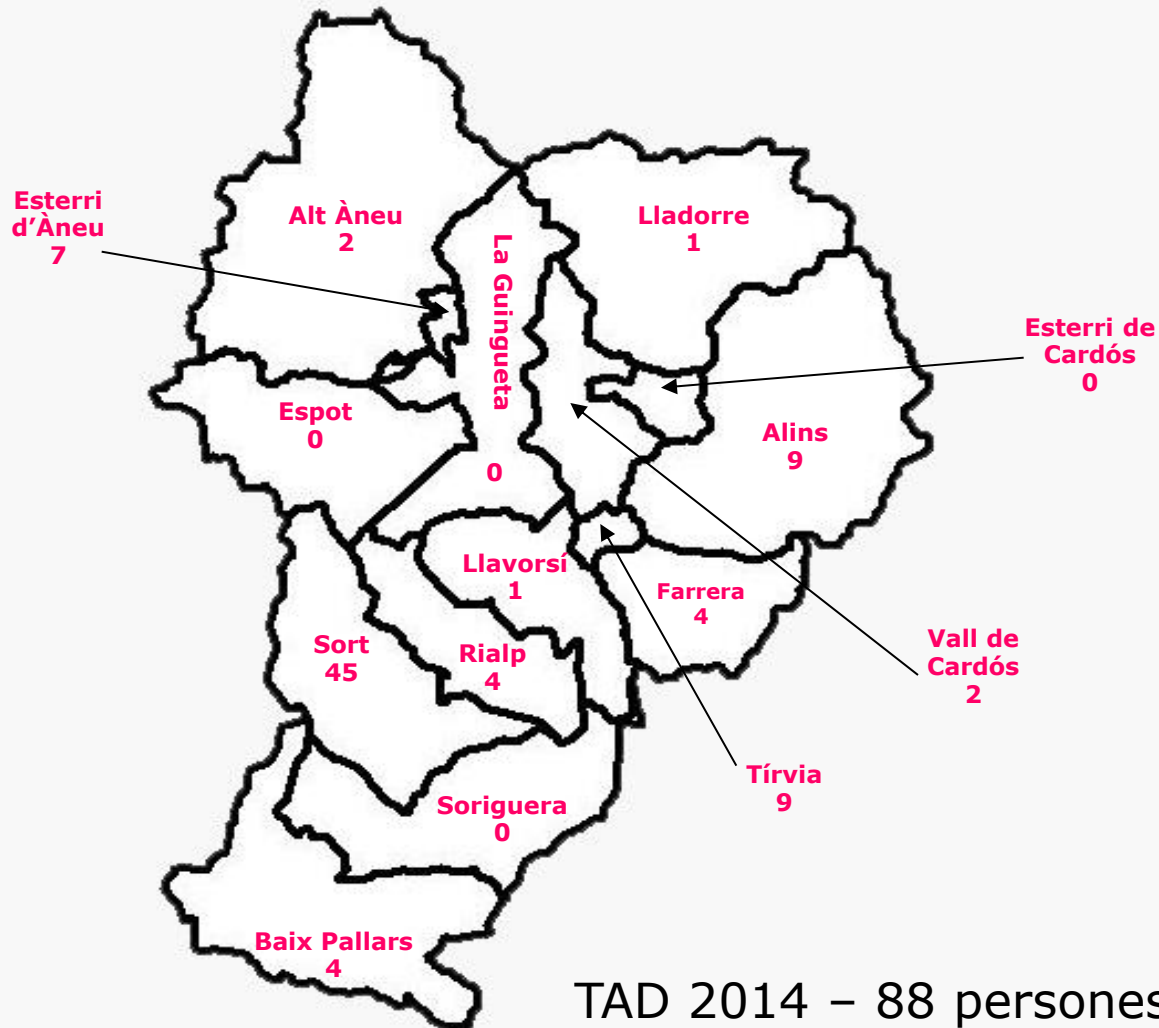 Esterri
d’Àneu
7
Alt Àneu
2
La Guingueta
0
Lladorre
1
Esterri de
Cardós
0
Espot
0
Alins
9
Llavorsí
1
Farrera
4
Sort
45
Rialp
4
Vall de
Cardós
2
Tírvia
9
Soriguera
0
Baix Pallars
4
TAD 2014 – 88 persones